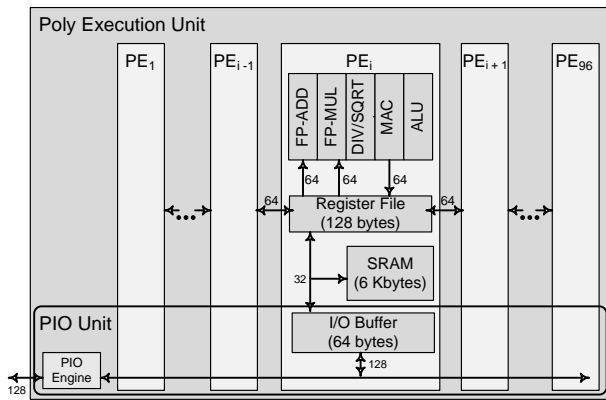 Poly Execution Unit
PE1
PEi -1
PEi
PEi + 1
PE96
FP-ADD
FP-MUL
DIV/SQRT
MAC
ALU
64
64
64
64
Register File
(128 bytes)
64
...
...
32
SRAM
(6 Kbytes)
PIO Unit
I/O Buffer
(64 bytes)
128
PIO
Engine
128